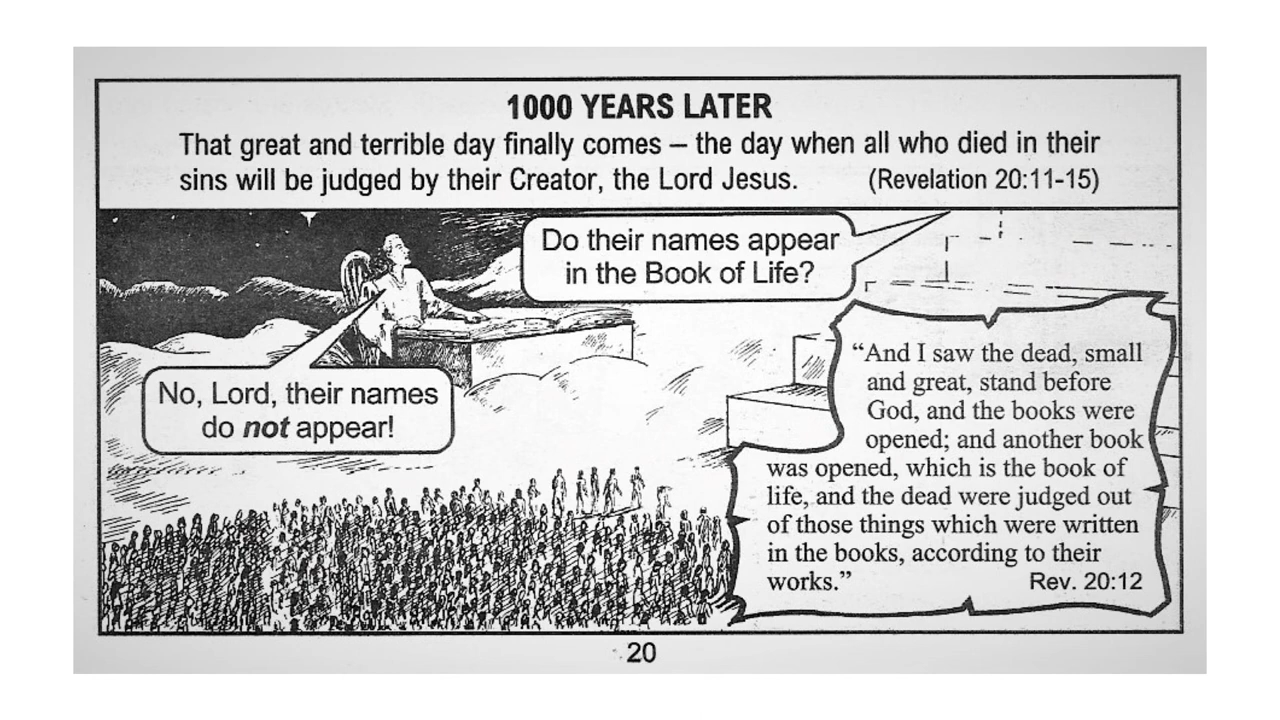 1000 YEARS LATER
That great and terrible day finally comes – the day when all who died in their
sins will be judged by their Creator, the Lord Jesus. (Revelation 20:11-15)
Do their names appear
in the Book of Life?
No, Lord, their names
do not appear!
“And I saw the dead, small
and great, stand before
God, and the books were
opened; and another book
was opened, which is the book of
life, and the dead were judged out
of those things which were written
in the books, according to their
works.” Rev. 20:12
20